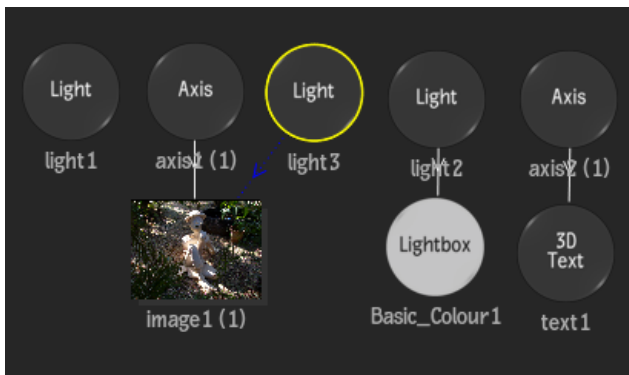 Light
Axis
Light
Light
Axis
light1
axis1 (1)
light3
light2
axis2 (1)
Lightbox
3D
Text
image1 (1)
Basic_Colour1
text1